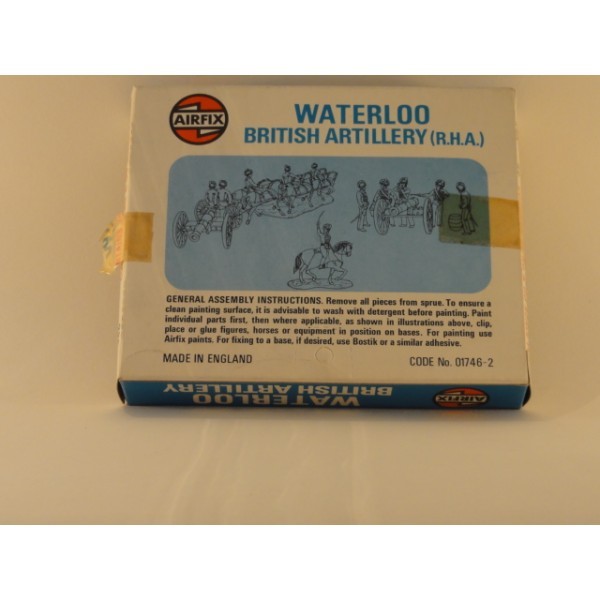 AIRFIX
WATERLOO
BRITISH ARTILLERY (R.H.A.)
GENERAL ASSEMBLY INSTRUCTIONS. Remove all pieces from sprue. To ensure a
clean painting surface, it is advisable to wash with detergent before painting. Paint
individual parts first, then where applicable, as shown in illustrations above, clip,
place or glue figures, horses or equipment in position on bases. For painting use
Airfix paints. For fixing to a base, if desired, use Bostik or a similar adhesive.
MADE IN ENGLAND
CODE No. 01746-2
WATERLOO
BRITISH ARTILLERY
AIRFIX